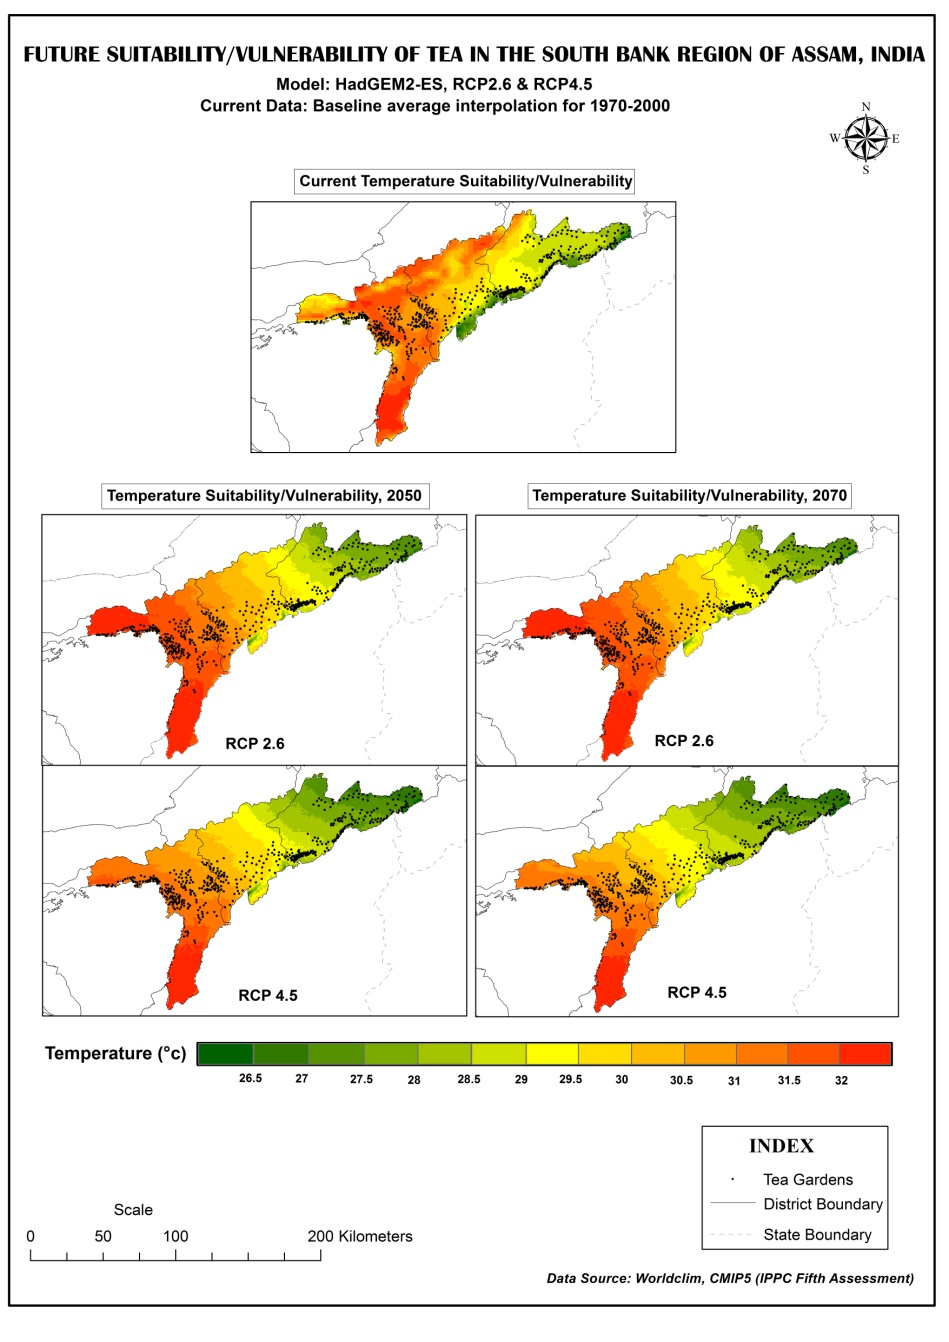 FUTURE SUITABILITY/VULNERABILITY OF TEA IN THE SOUTH BANK REGION OF ASSAM, INDIA
Model: HadGEM2-ES, RCP2.6 & RCP4.5
Current Data: Baseline average interpolation for 1970-2000
N
W E
S
Current Temperature Suitability/Vulnerability
Temperature Suitability/Vulnerability, 2050
Temperature Suitability/Vulnerability, 2070
RCP 2.6
RCP 2.6
RCP 4.5
RCP 4.5
Temperature (°c)
26.5 27 27.5 28 28.5 29 29.5 30 30.5 31 31.5 32
INDEX
Tea Gardens
District Boundary
State Boundary
Scale
0 50 100 200 Kilometers
Data Source: Worldclim, CMIP5 (IPPC Fifth Assessment)